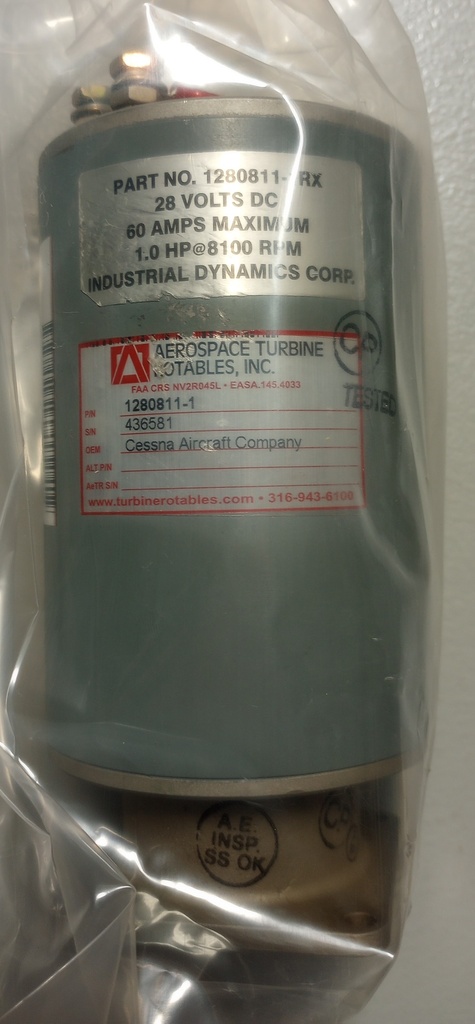 PART NO. 1280811- RX
28 VOLTS DC
60 AMPS MAXIMUM
1.0 HP@8100 RPM
INDUSTRIAL DYNAMICS CORP.
AEROSPACE TURBINE
ROTABLES, INC.
FAA CRS NV2R045L • EASA.145.4033
P/N 1280811-1
S/N 436581
OEM Cessna Aircraft Company
ALT P/N
AeTR S/N
www.turbinerotables.com • 316-943-6100
TESTED
A.E.
INSP.
SS OK